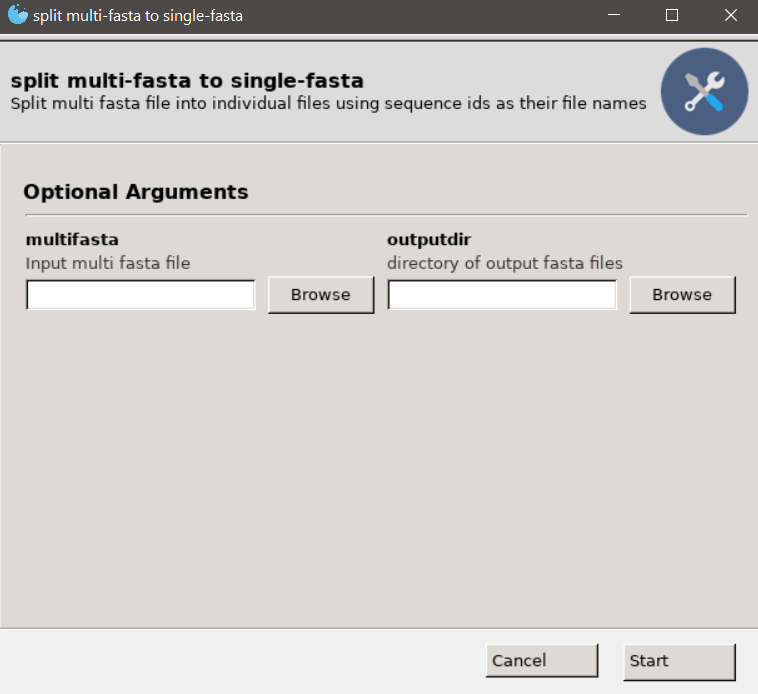 split multi-fasta to single-fasta
split multi-fasta to single-fasta
Split multi fasta file into individual files using sequence ids as their file names
Optional Arguments
multifasta
Input multi fasta file
Browse
outputdir
directory of output fasta files
Browse
Cancel
Start